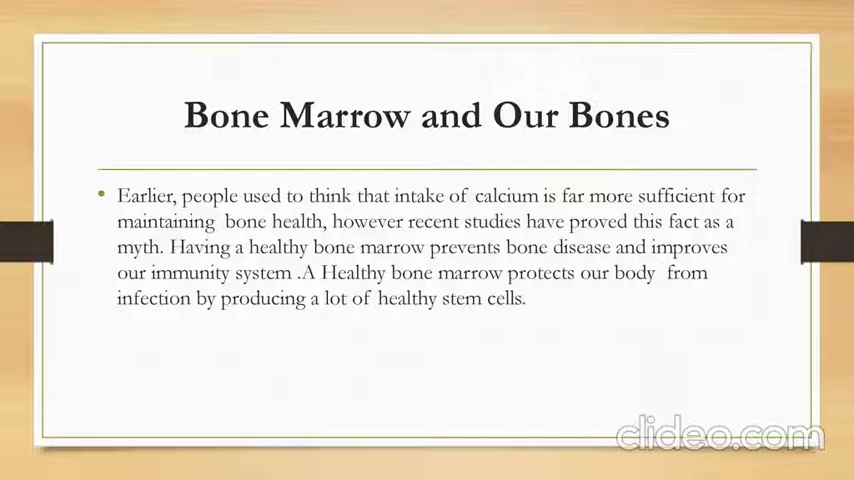 Bone Marrow and Our Bones
• Earlier, people used to think that intake of calcium is far more sufficient for
maintaining bone health, however recent studies have proved this fact as a
myth. Having a healthy bone marrow prevents bone disease and improves
our immunity system .A Healthy bone marrow protects our body from
infection by producing a lot of healthy stem cells.
clideo.com